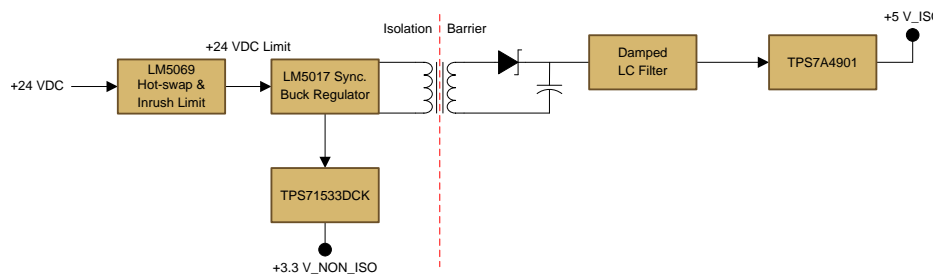 +5 V_ISO
Isolation Barrier
+24 VDC Limit
LM5069
Hot-swap &
Inrush Limit
LM5017 Sync.
Buck Regulator
Damped
LC Filter
TPS7A4901
+24 VDC
TPS71533DCK
+3.3 V_NON_ISO